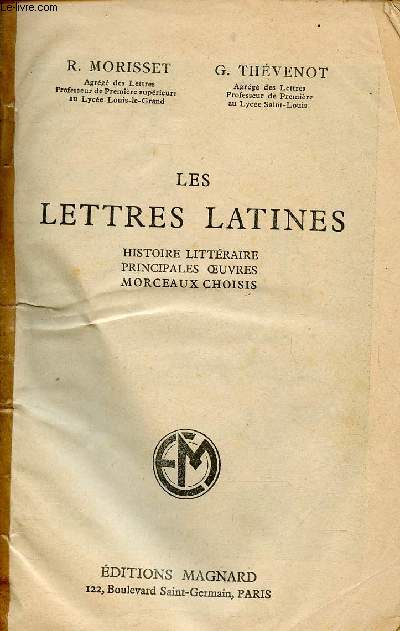 Le-livre.com
R. MORISSET
Agrégé des Lettres
Professeur de Première supérieure
au Lycée Louis-le-Grand
G. THÉVENOT
Agrégé des Lettres
Professeur de Première
au Lycée Saint-Louis
LES
LETTRES LATINES
HISTOIRE LITTÉRAIRE
PRINCIPALES ŒUVRES
MORCEAUX CHOISIS
EM
ÉDITIONS MAGNARD
122, Boulevard Saint-Germain, PARIS